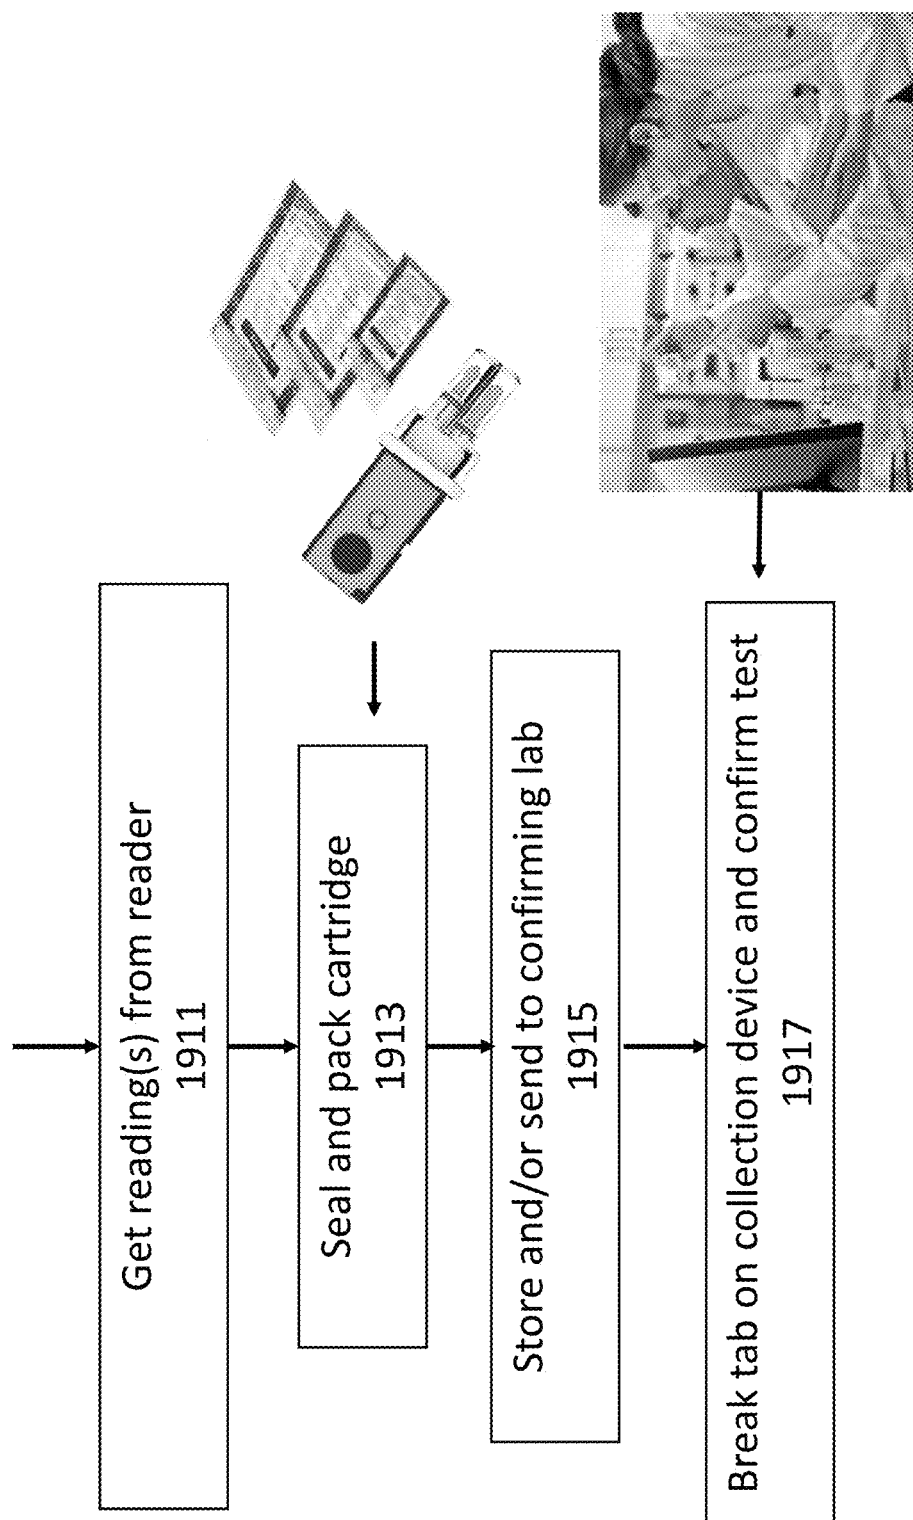 Get reading(s) from reader
1911
Seal and pack cartridge
1913
Store and/or send to confirming lab
1915
Break tab on collection device and confirm test
1917